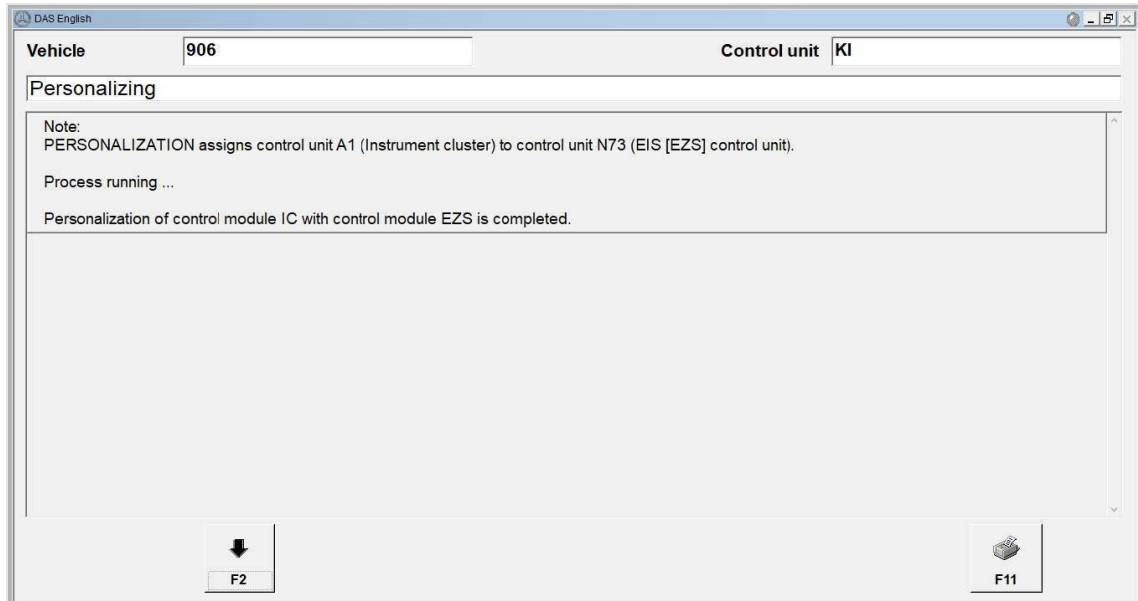 DAS English
Vehicle 906 Control unit KI
Personalizing
Note:
PERSONALIZATION assigns control unit A1 (Instrument cluster) to control unit N73 (EIS [EZS] control unit).
Process running ...
Personalization of control module IC with control module EZS is completed.
F2 F11